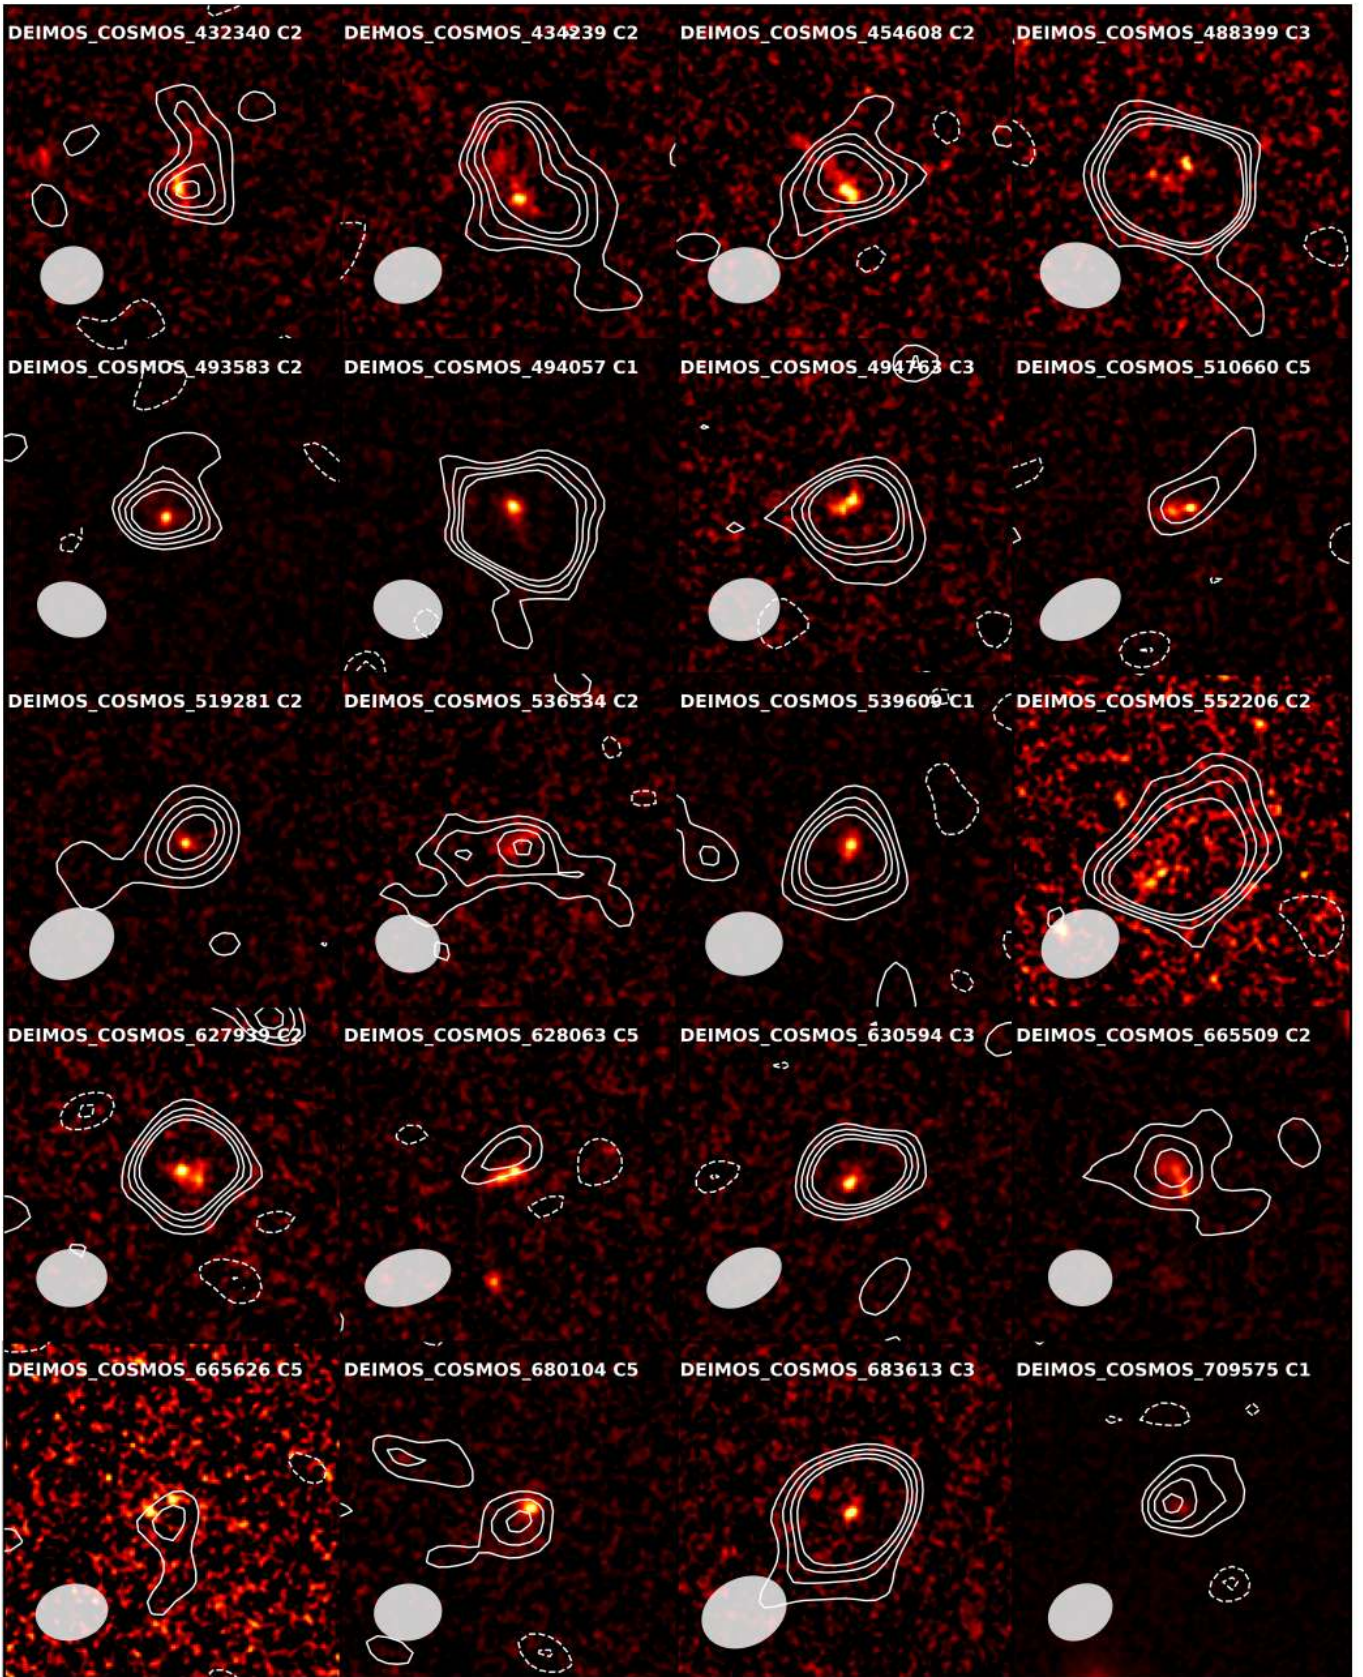 DEIMOS_COSMOS_432340 C2
DEIMOS_COSMOS_434239 C2
DEIMOS_COSMOS_454608 C2
DEIMOS_COSMOS_488399 C3
DEIMOS_COSMOS_493583 C2
DEIMOS_COSMOS_494057 C1
DEIMOS_COSMOS_494763 C3
DEIMOS_COSMOS_510660 C5
DEIMOS_COSMOS_519281 C2
DEIMOS_COSMOS_536534 C2
DEIMOS_COSMOS_539609 C1
DEIMOS_COSMOS_552206 C2
DEIMOS_COSMOS_627939 C2
DEIMOS_COSMOS_628063 C5
DEIMOS_COSMOS_630594 C3
DEIMOS_COSMOS_665509 C2
DEIMOS_COSMOS_665626 C5
DEIMOS_COSMOS_680104 C5
DEIMOS_COSMOS_683613 C3
DEIMOS_COSMOS_709575 C1